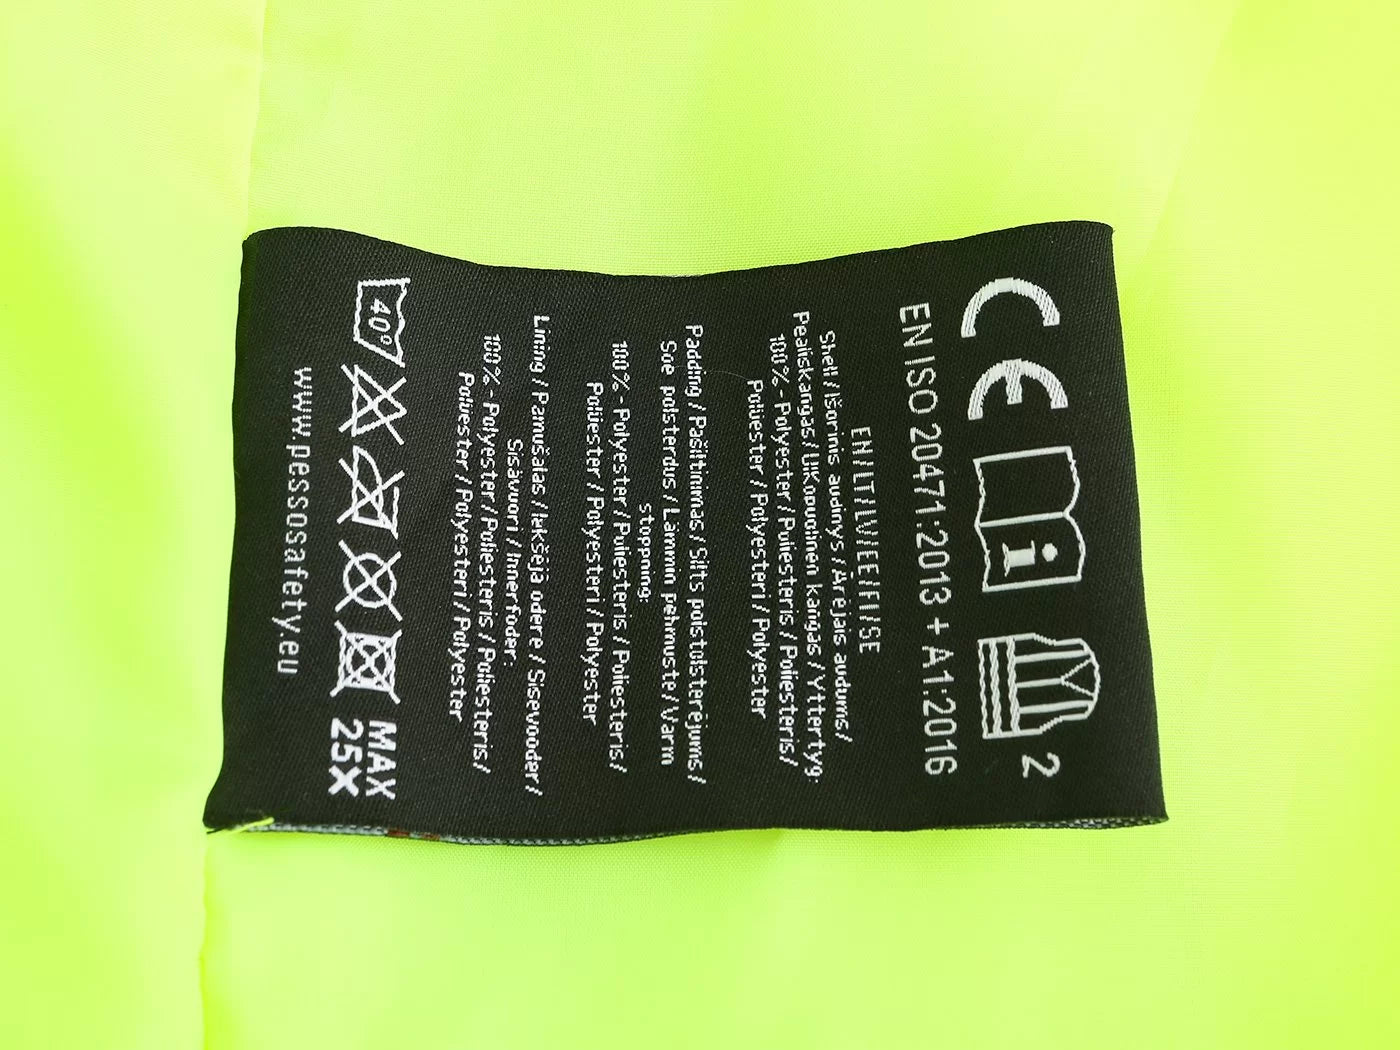 CE i 2
EN ISO 20471:2013 + A1:2016
EN/LT/LV/EE/FI/SE
Shell / Išorinis audinys / Ārējais audums/
Pealiskangas/ Ulkopuolinen kangas / Yttertyg:
100% - Polyester / Poliesteris / Poliesteris/
Polüester / Polyesteri / Polyester
Padding / Pašiltinimas / Silts polstolsterējums/
Soe polsterdus / Lämmin pehmuste / Varm
stoppning:
100% - Polyester / Poliesteris / Poliesteris/
Polüester / Polyesteri / Polyester
Lining / Pamušalas / Iekšējā odere / Sisevooder/
Sisävuori / Innerfoder:
100% - Polyester / Poliesteris / Poliesteris/
Polüester / Polyesteri / Polyester
40° MAX
25X
www.pessosafety.eu